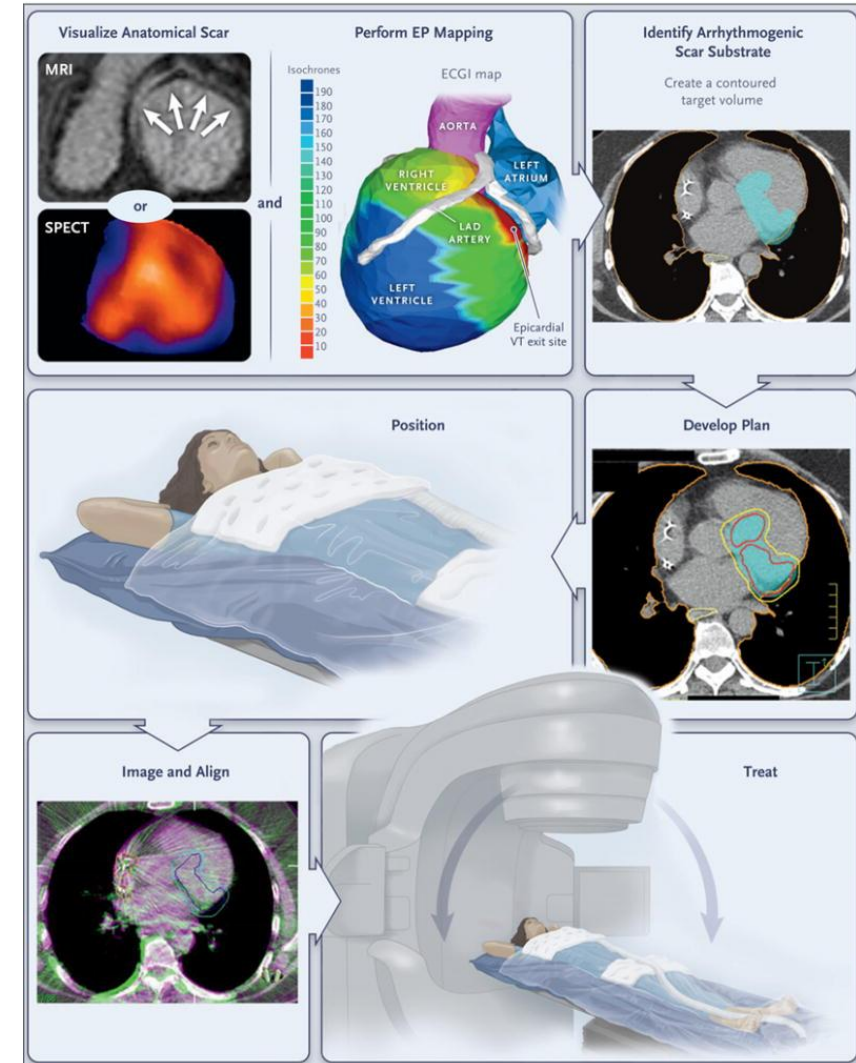 Visualize Anatomical Scar
MRI
or
SPECT
and
Perform EP Mapping
Isochrones
ECGI map
190
180
170
160
150
140
130
120
110
100
90
80
70
60
50
40
30
20
10
AORTA
LEFT
ATRIUM
RIGHT
VENTRICLE
LAD
ARTERY
LEFT
VENTRICLE
Epicardial
VT exit site
Identify Arrhythmogenic
Scar Substrate
Create a contoured
target volume
Develop Plan
Position
Image and Align
Treat